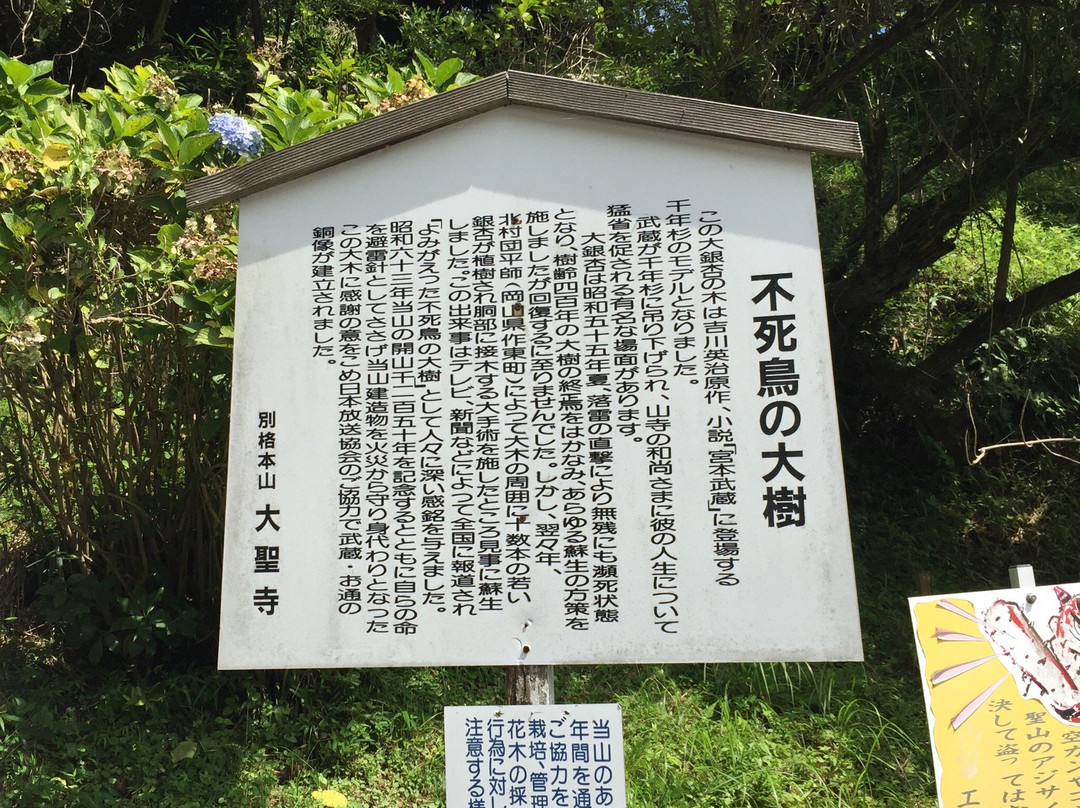 不死鳥の大樹
この大銀杏の木は吉川英治原作、小説「宮本武蔵」に登場する
千年杉のモデルとなりました。
武蔵が千年杉に吊り下げられ、山寺の和尚さまに彼の人生について
猛省を促される有名な場面があります。
大銀杏は昭和五十五年夏、落雷の直撃により無残にも瀕死状態
となり、樹齢四百年の大樹の終焉をはかなみ、あらゆる蘇生の方策を
施しましたが回復するに至りませんでした。しかし、翌々年、
北村団平師(岡山県作東町)によって大木の周囲に十数本の若い
銀杏が植樹され胴部に接木する大手術を施したところ見事に蘇生
しました。この出来事はテレビ、新聞などによって全国に報道され
「よみがえった不死鳥の大樹」として人々に深い感銘を与えました。
昭和六十三年当山の開山千二百五十年を記念するとともに自らの命
を避雷針としてささげ当山建造物を火災から守り身代わりとなった
この大木に感謝の意をこめ日本放送協会のご協力で武蔵・お通の
銅像が建立されました。
別格本山 大聖寺
当山のあ
年間を通
ご協力を
栽培、管理
花木の採
行為に対し
注意する様
聖山のアジサイ
決して盗っては